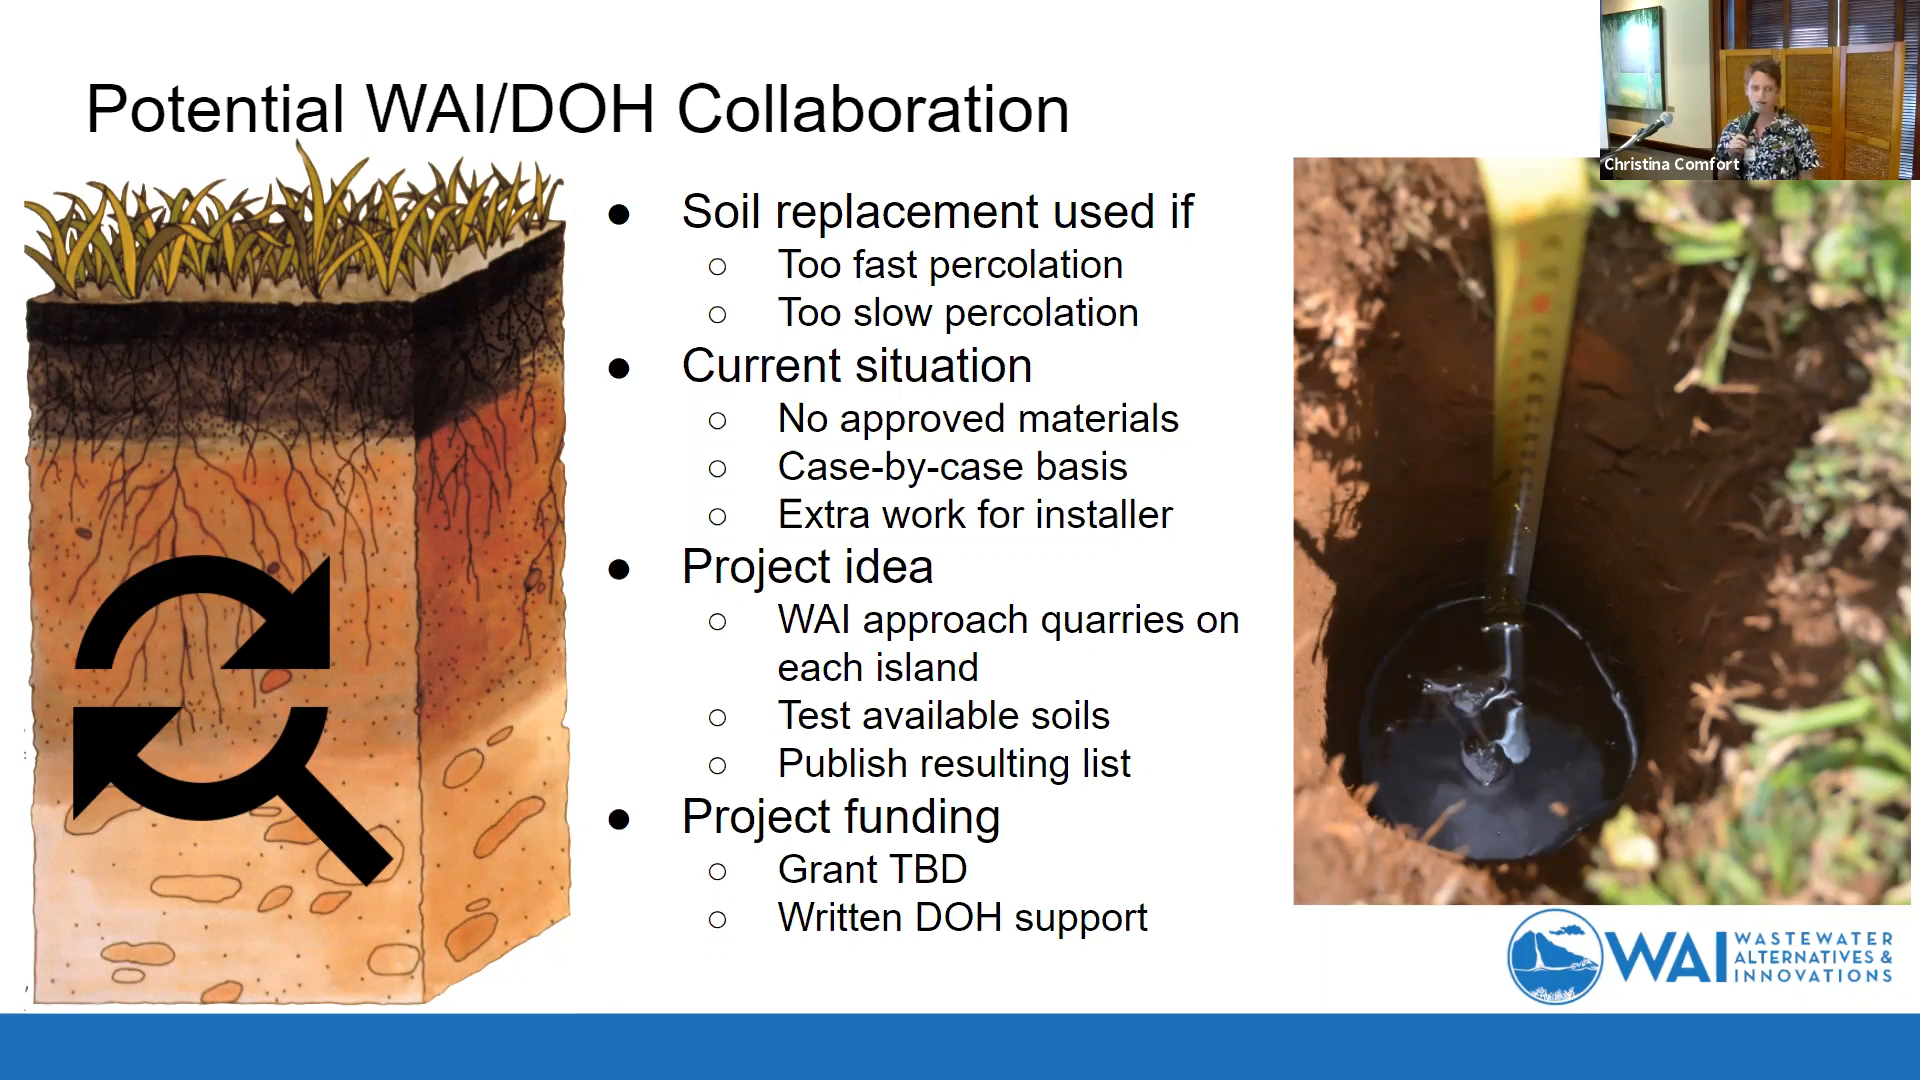 Potential WAI/DOH Collaboration
Christina Comfort
● Soil replacement used if
○ Too fast percolation
○ Too slow percolation
● Current situation
○ No approved materials
○ Case-by-case basis
○ Extra work for installer
● Project idea
○ WAI approach quarries on
each island
○ Test available soils
○ Publish resulting list
● Project funding
○ Grant TBD
○ Written DOH support
WAI WASTEWATER
ALTERNATIVES &
INNOVATIONS